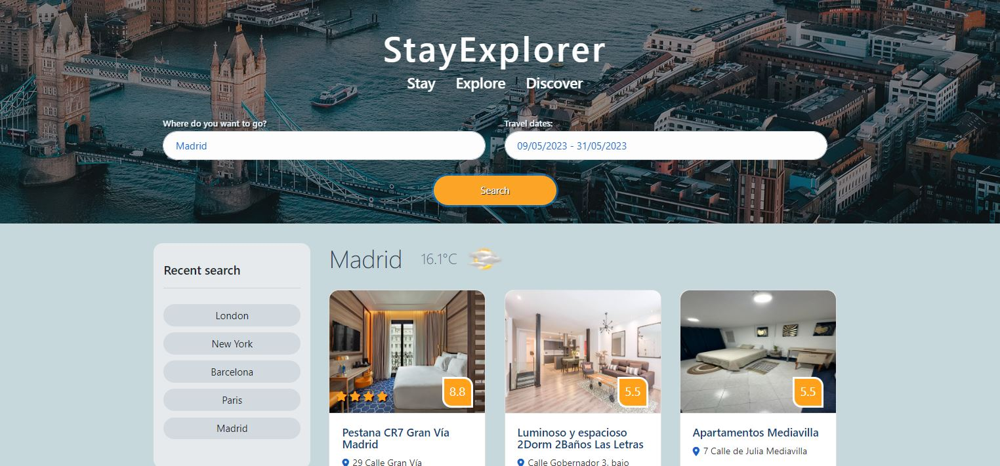 StayExplorer
Stay Explore Discover
Where do you want to go?
Travel dates:
Madrid
09/05/2023 - 31/05/2023
Search
Recent search
London
New York
Barcelona
Paris
Madrid
Madrid 16.1°C
8.8
Pestana CR7 Gran Vía
Madrid
29 Calle Gran Vía
5.5
Luminoso y espacioso
2Dorm 2Baños Las Letras
Calle Gobernador 3, bajo
5.5
Apartamentos Mediavilla
7 Calle de Julia Mediavilla